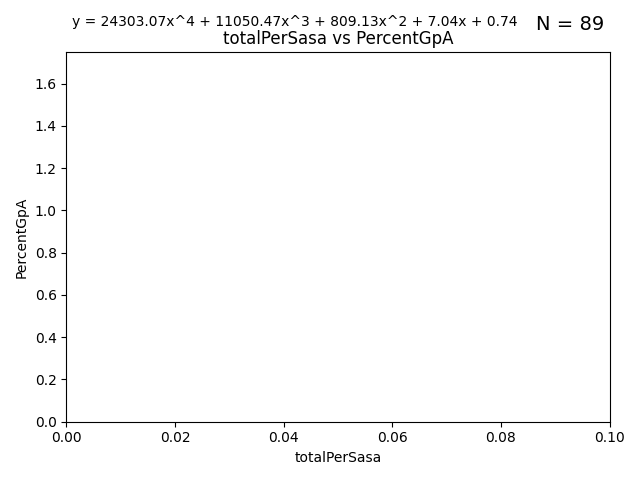 y = 24303.07x^4 + 11050.47x^3 + 809.13x^2 + 7.04x + 0.74
N = 89
totalPerSasa vs PercentGpA
PercentGpA
1.6
1.4
1.2
1.0
0.8
0.6
0.4
0.2
0.0
0.00 0.02 0.04 0.06 0.08 0.10
totalPerSasa